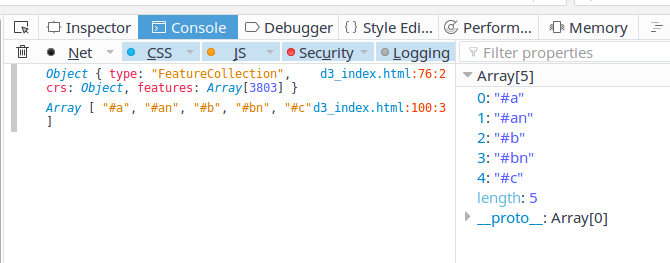 Inspector Console Debugger Style Edi... Perform... Memory
Net CSS JS Security Logging Filter properties
Object { type: "FeatureCollection", d3_index.html:76:2
crs: Object, features: Array[3803] }
Array [ "#a", "#an", "#b", "#bn", "#c" d3_index.html:100:3
]
Array[5]
0: "#a"
1: "#an"
2: "#b"
3: "#bn"
4: "#c"
length: 5
__proto__: Array[0]